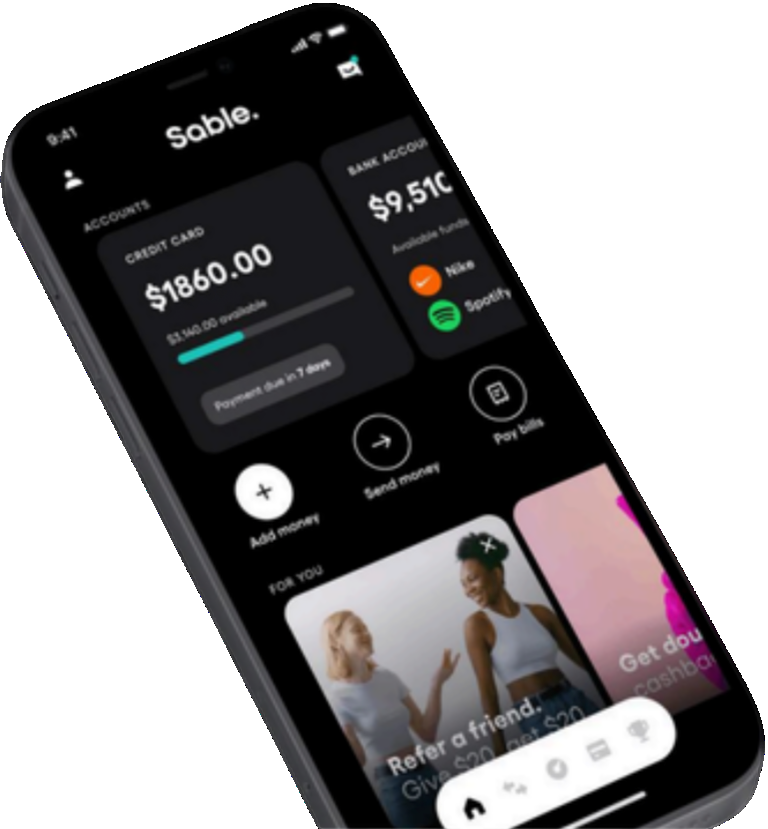 9:41
Sable.
ACCOUNTS
CREDIT CARD
$1860.00
$3,140.00 available
Payment due in 7 days
BANK ACCOU
$9,510
Available funds
Nike
Spotify
Add money
Send money
Pay bills
FOR YOU
Refer a friend.
Give $20, get $20
Get dou
cashba